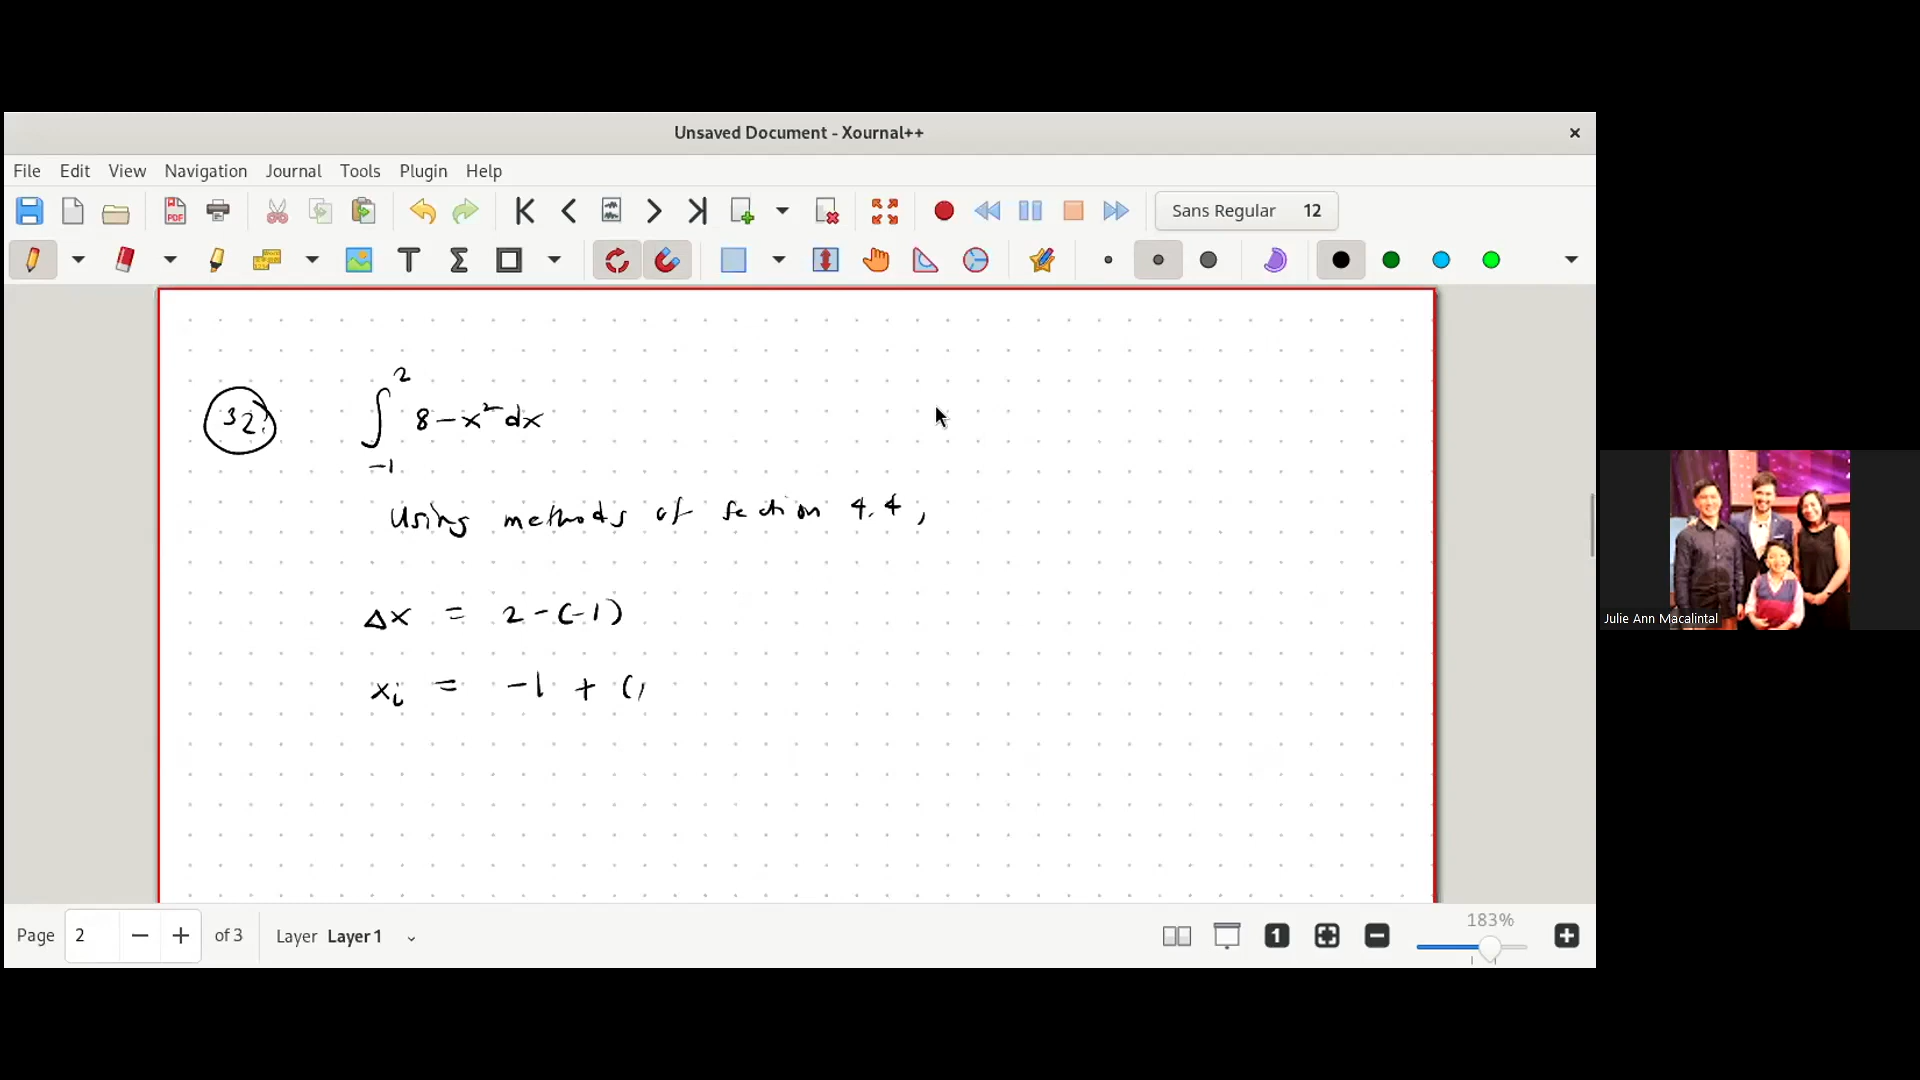 Unsaved Document - Xournal++
File Edit View Navigation Journal Tools Plugin Help
PDF Sans Regular 12
T Σ
32.
∫_{-1}^{2} 8 - x² dx
Using methods of section 4.4,
Δx = 2 - (-1)
xᵢ = -1 + (
Julie Ann Macalintal
183%
Page 2 of 3 Layer Layer 1 1